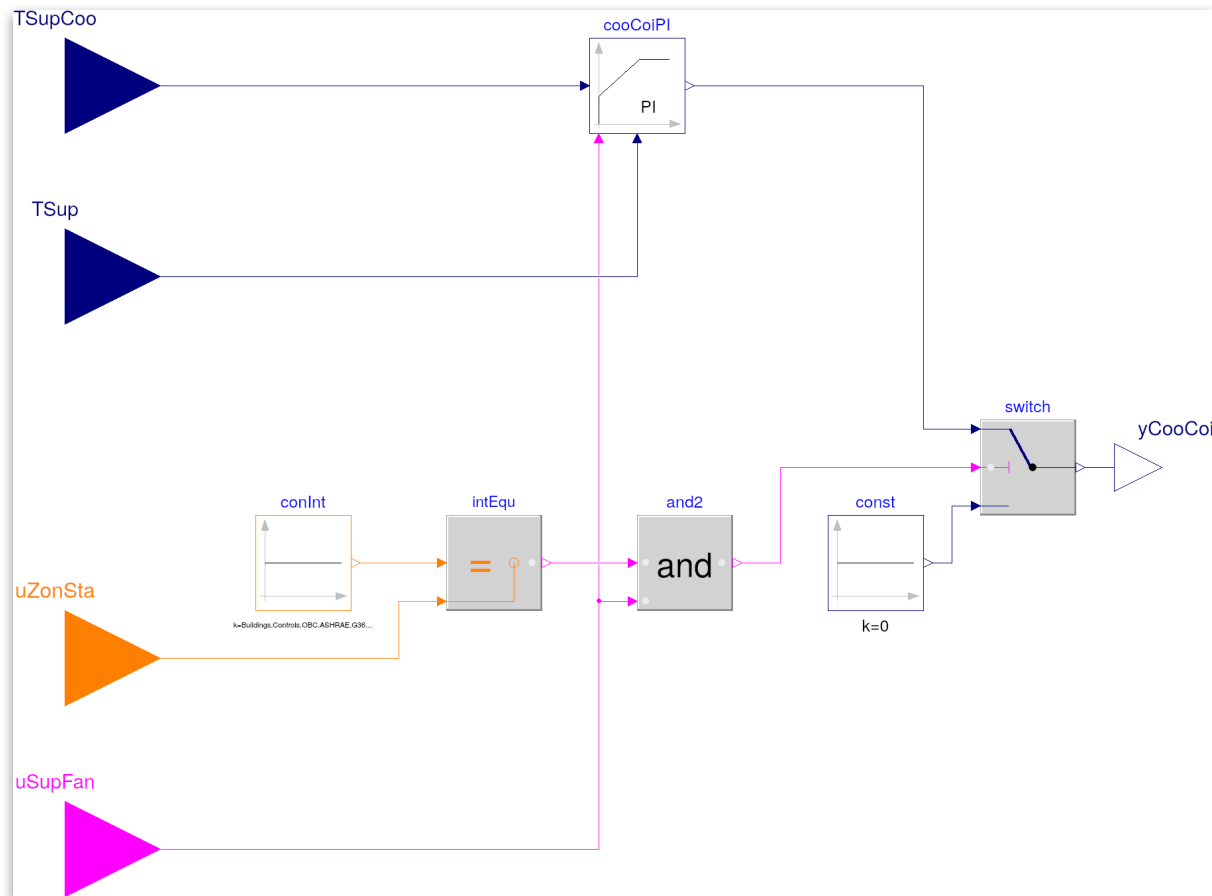 TSupCoo
cooCoiPI
PI
TSup
switch
yCooCoi
conInt
intEqu
and2
const
=
and
uZonSta
k=Buildings.Controls.OBC.ASHRAE.G36...
k=0
uSupFan